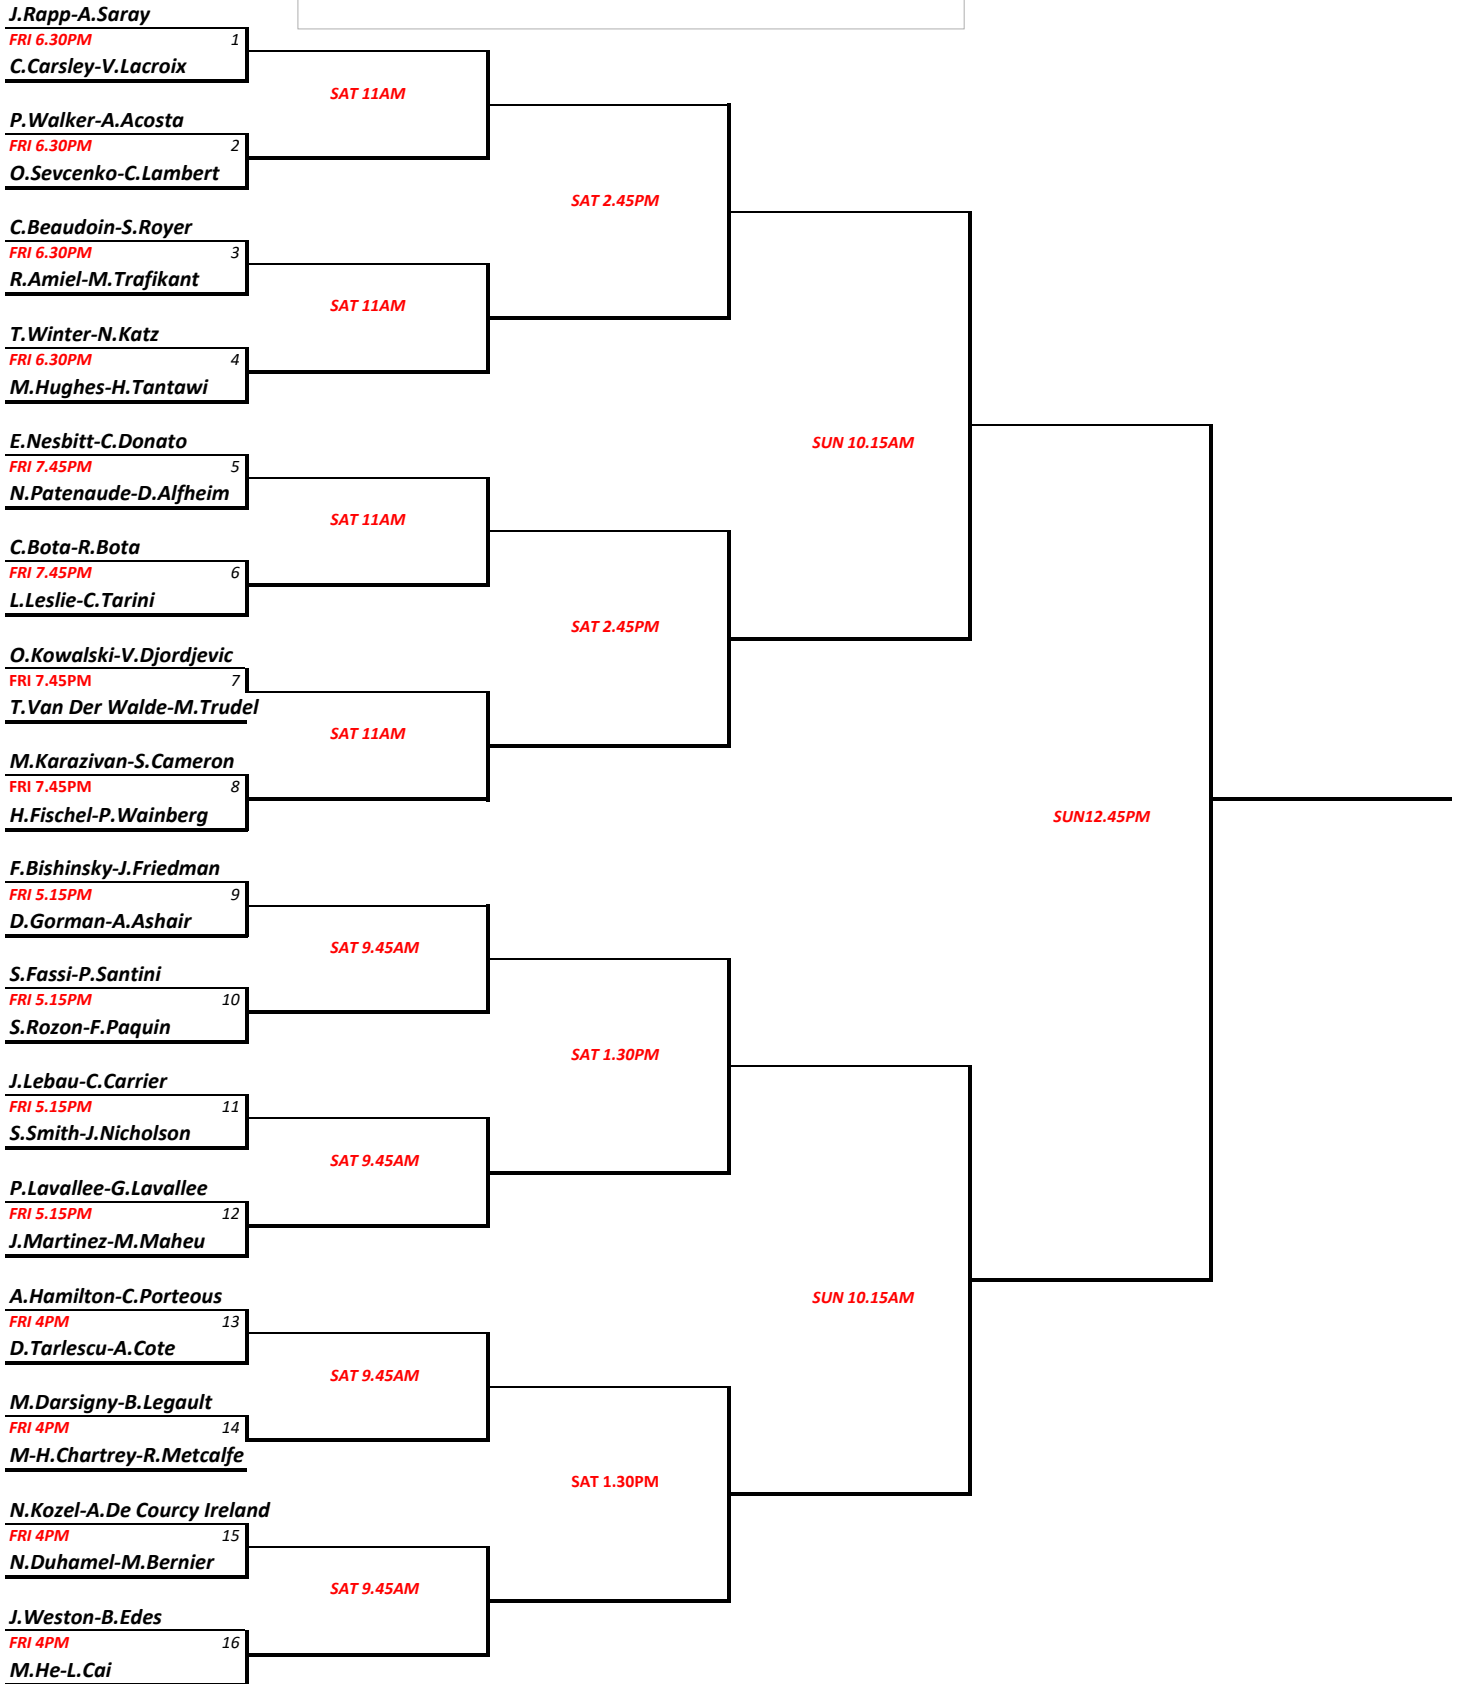 J.Rapp-A.Saray
FRI 6.30PM 1
C.Carsley-V.Lacroix
SAT 11AM
P.Walker-A.Acosta
FRI 6.30PM 2
O.Sevcenko-C.Lambert
SAT 2.45PM
C.Beaudoin-S.Royer
FRI 6.30PM 3
R.Amiel-M.Trafikant
SAT 11AM
T.Winter-N.Katz
FRI 6.30PM 4
M.Hughes-H.Tantawi
SUN 10.15AM
E.Nesbitt-C.Donato
FRI 7.45PM 5
N.Patenaude-D.Alfheim
SAT 11AM
C.Bota-R.Bota
FRI 7.45PM 6
L.Leslie-C.Tarini
SAT 2.45PM
O.Kowalski-V.Djordjevic
FRI 7.45PM 7
T.Van Der Walde-M.Trudel
SAT 11AM
M.Karazivan-S.Cameron
FRI 7.45PM 8
H.Fischel-P.Wainberg
SUN12.45PM
F.Bishinsky-J.Friedman
FRI 5.15PM 9
D.Gorman-A.Ashair
SAT 9.45AM
S.Fassi-P.Santini
FRI 5.15PM 10
S.Rozon-F.Paquin
SAT 1.30PM
J.Lebau-C.Carrier
FRI 5.15PM 11
S.Smith-J.Nicholson
SAT 9.45AM
P.Lavallee-G.Lavallee
FRI 5.15PM 12
J.Martinez-M.Maheu
SUN 10.15AM
A.Hamilton-C.Porteous
FRI 4PM 13
D.Tarlescu-A.Cote
SAT 9.45AM
M.Darsigny-B.Legault
FRI 4PM 14
M-H.Chartrey-R.Metcalfe
SAT 1.30PM
N.Kozel-A.De Courcy Ireland
FRI 4PM 15
N.Duhamel-M.Bernier
SAT 9.45AM
J.Weston-B.Edes
FRI 4PM 16
M.He-L.Cai